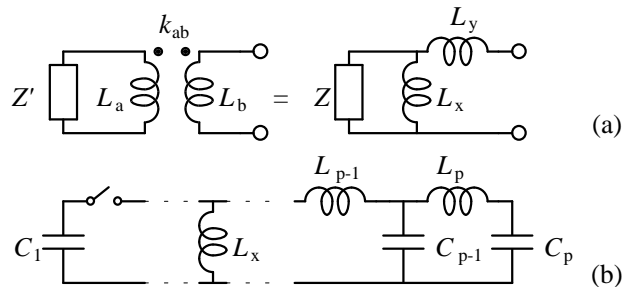 k_ab
L_y
Z' L_a L_b = Z L_x
(a)
L_p-1 L_p
C_1 L_x C_p-1 C_p
(b)